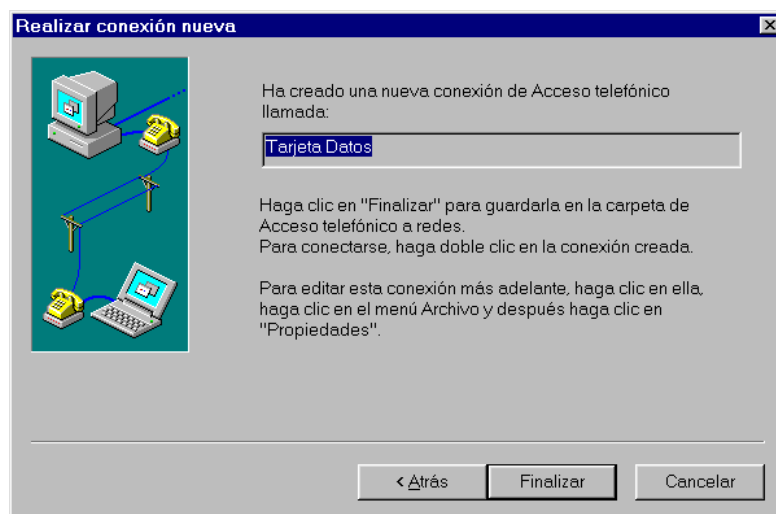 Realizar conexión nueva
Ha creado una nueva conexión de Acceso telefónico
llamada:
Tarjeta Datos
Haga clic en "Finalizar" para guardarla en la carpeta de
Acceso telefónico a redes.
Para conectarse, haga doble clic en la conexión creada.
Para editar esta conexión más adelante, haga clic en ella,
haga clic en el menú Archivo y después haga clic en
"Propiedades".
< Atrás
Finalizar
Cancelar